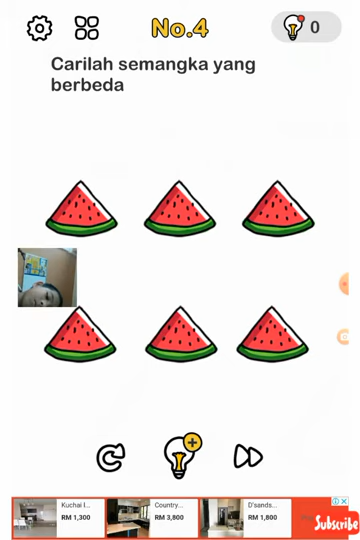 No.4
0
Carilah semangka yang
berbeda
Kuchai l...
RM 1,300
Country...
RM 3,800
D'sands...
RM 1,800
Subscribe